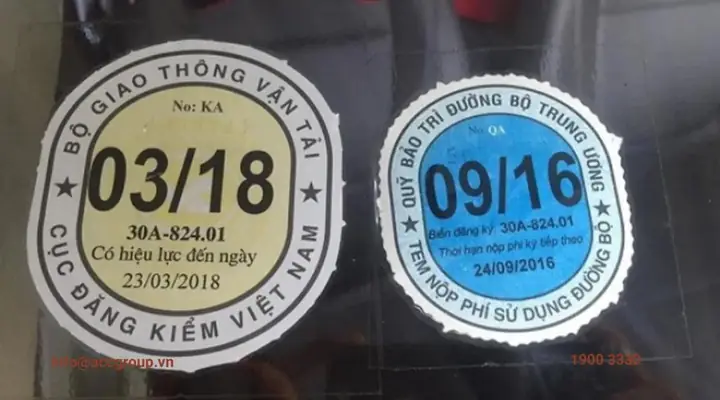 BỘ GIAO THÔNG VẬN TẢI
No: KA
03/18
30A-824.01
Có hiệu lực đến ngày
23/03/2018
CỤC ĐĂNG KIỂM VIỆT NAM
QUỸ BẢO TRÌ ĐƯỜNG BỘ TRUNG ƯƠNG
No QA
09/16
Biển đăng ký: 30A-824.01
Thời hạn nộp phí kỳ tiếp theo
24/09/2016
TEM NỘP PHÍ SỬ DỤNG ĐƯỜNG BỘ
1900 3330